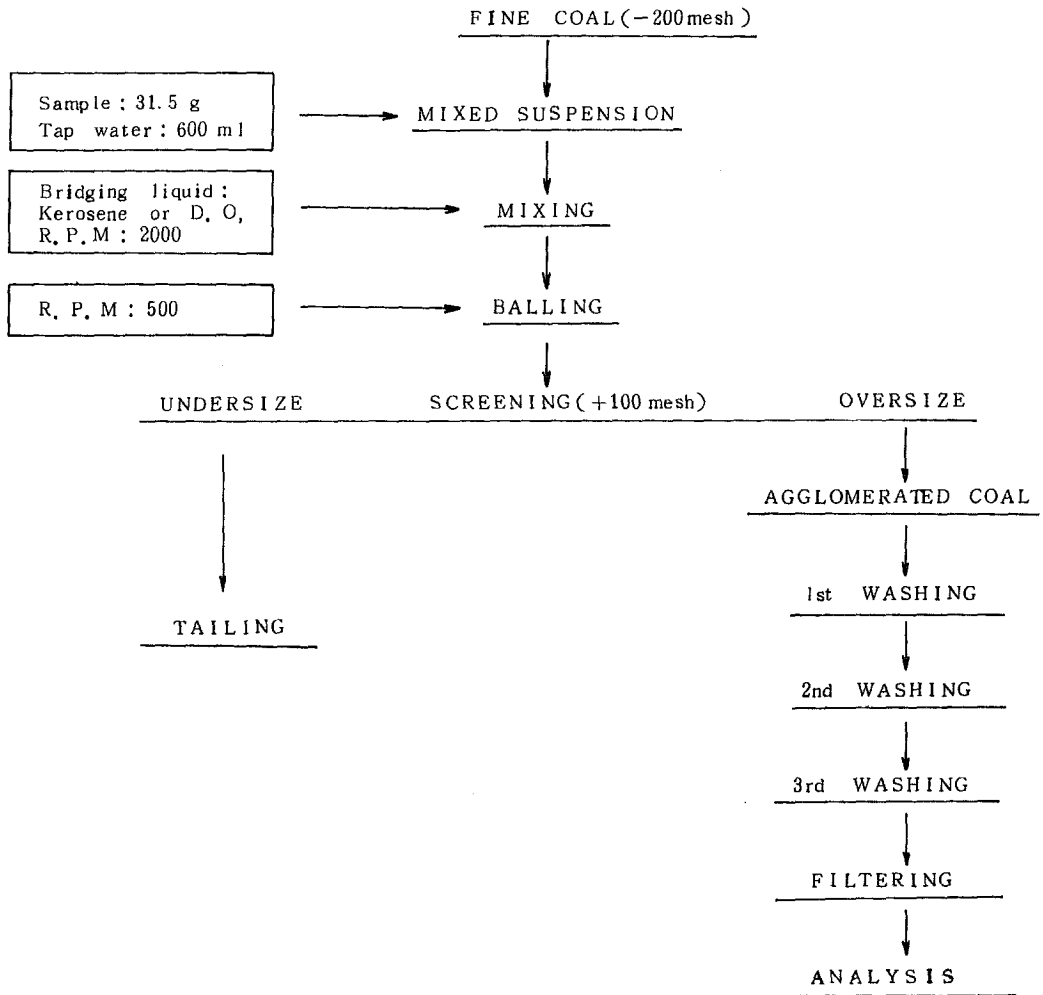 FINE COAL (-200mesh)
Sample : 31.5 g
Tap water : 600 ml
MIXED SUSPENSION
Bridging liquid :
Kerosene or D. O,
R. P. M : 2000
MIXING
R. P. M : 500
BALLING
UNDERSIZE SCREENING (+100 mesh) OVERSIZE
AGGLOMERATED COAL
1st WASHING
TAILING
2nd WASHING
3rd WASHING
FILTERING
ANALYSIS